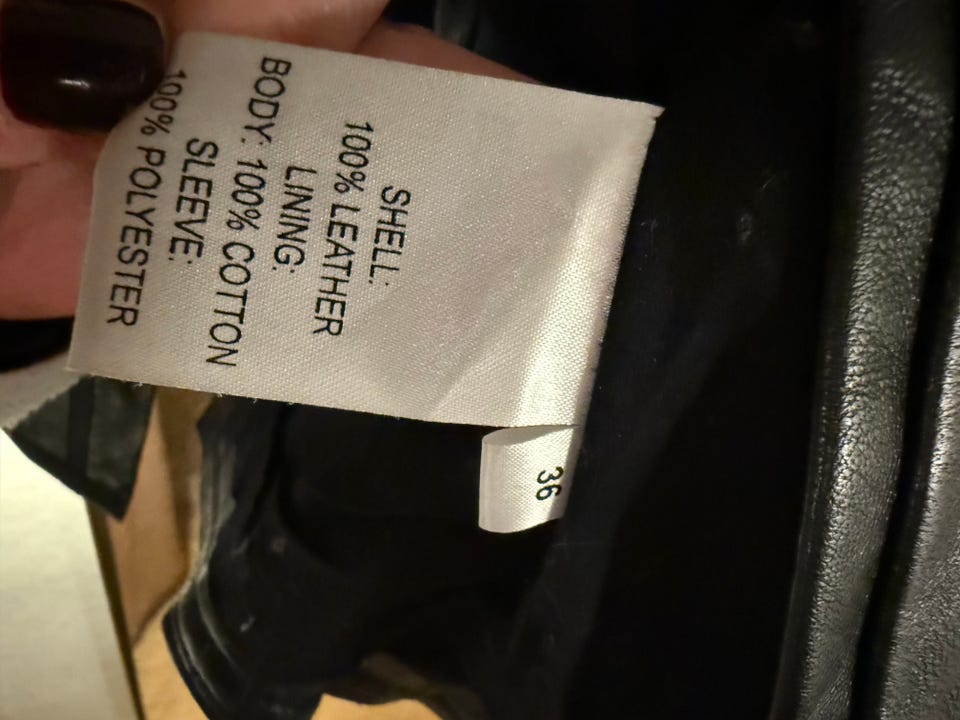 SHELL:
100% LEATHER
LINING:
BODY: 100% COTTON
SLEEVE:
100% POLYESTER
36